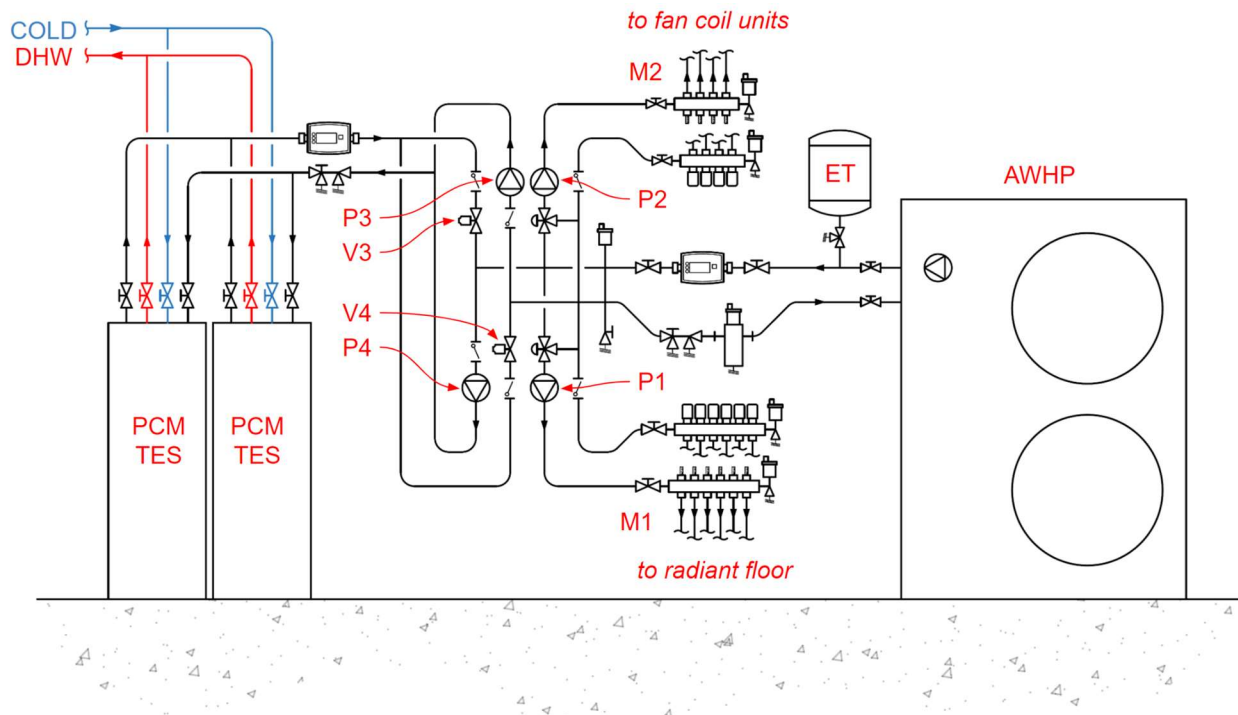 to fan coil units
COLD
DHW
M2
ET
AWHP
P3
P2
V3
V4
P4
P1
PCM
TES
PCM
TES
M1
to radiant floor